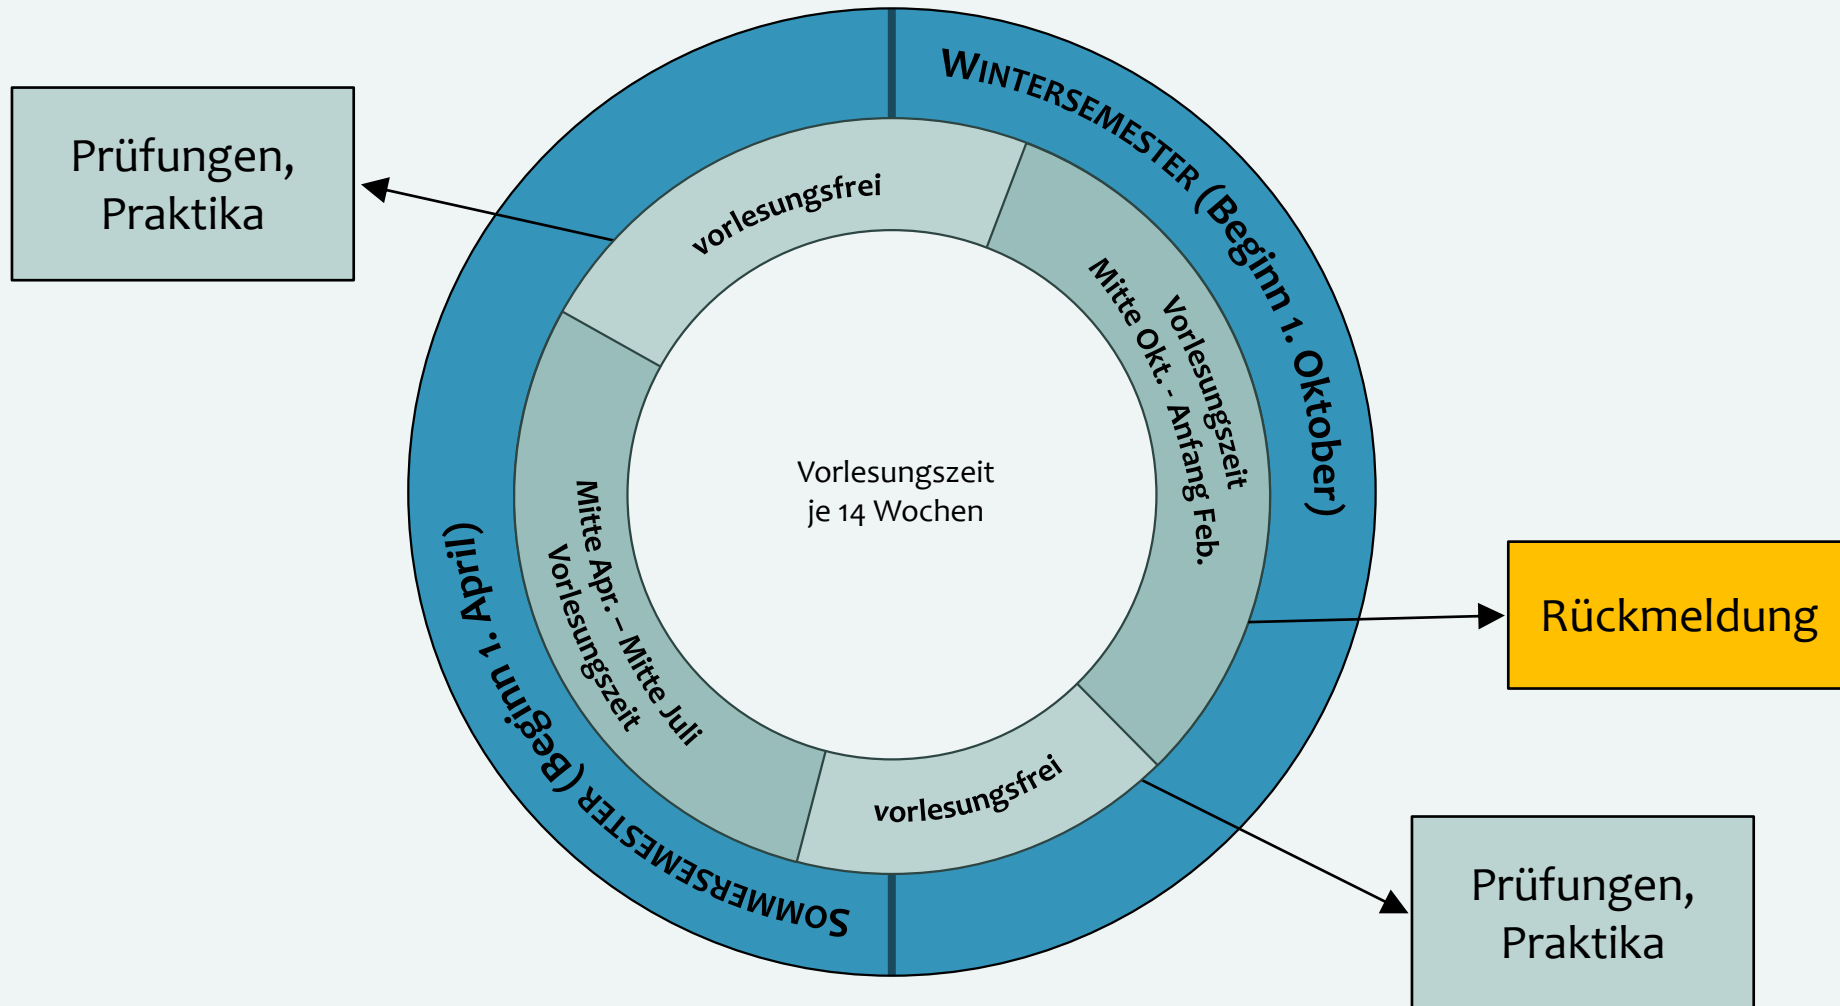 WINTERSEMESTER (Beginn 1. Oktober)
Prüfungen,
Praktika
vorlesungsfrei
Vorlesungszeit
Mitte Okt. - Anfang Feb.
Vorlesungszeit
je 14 Wochen
Mitte Apr. – Mitte Juli
Vorlesungszeit
SOMMERSEMESTER (Beginn 1. April)
Rückmeldung
vorlesungsfrei
Prüfungen,
Praktika